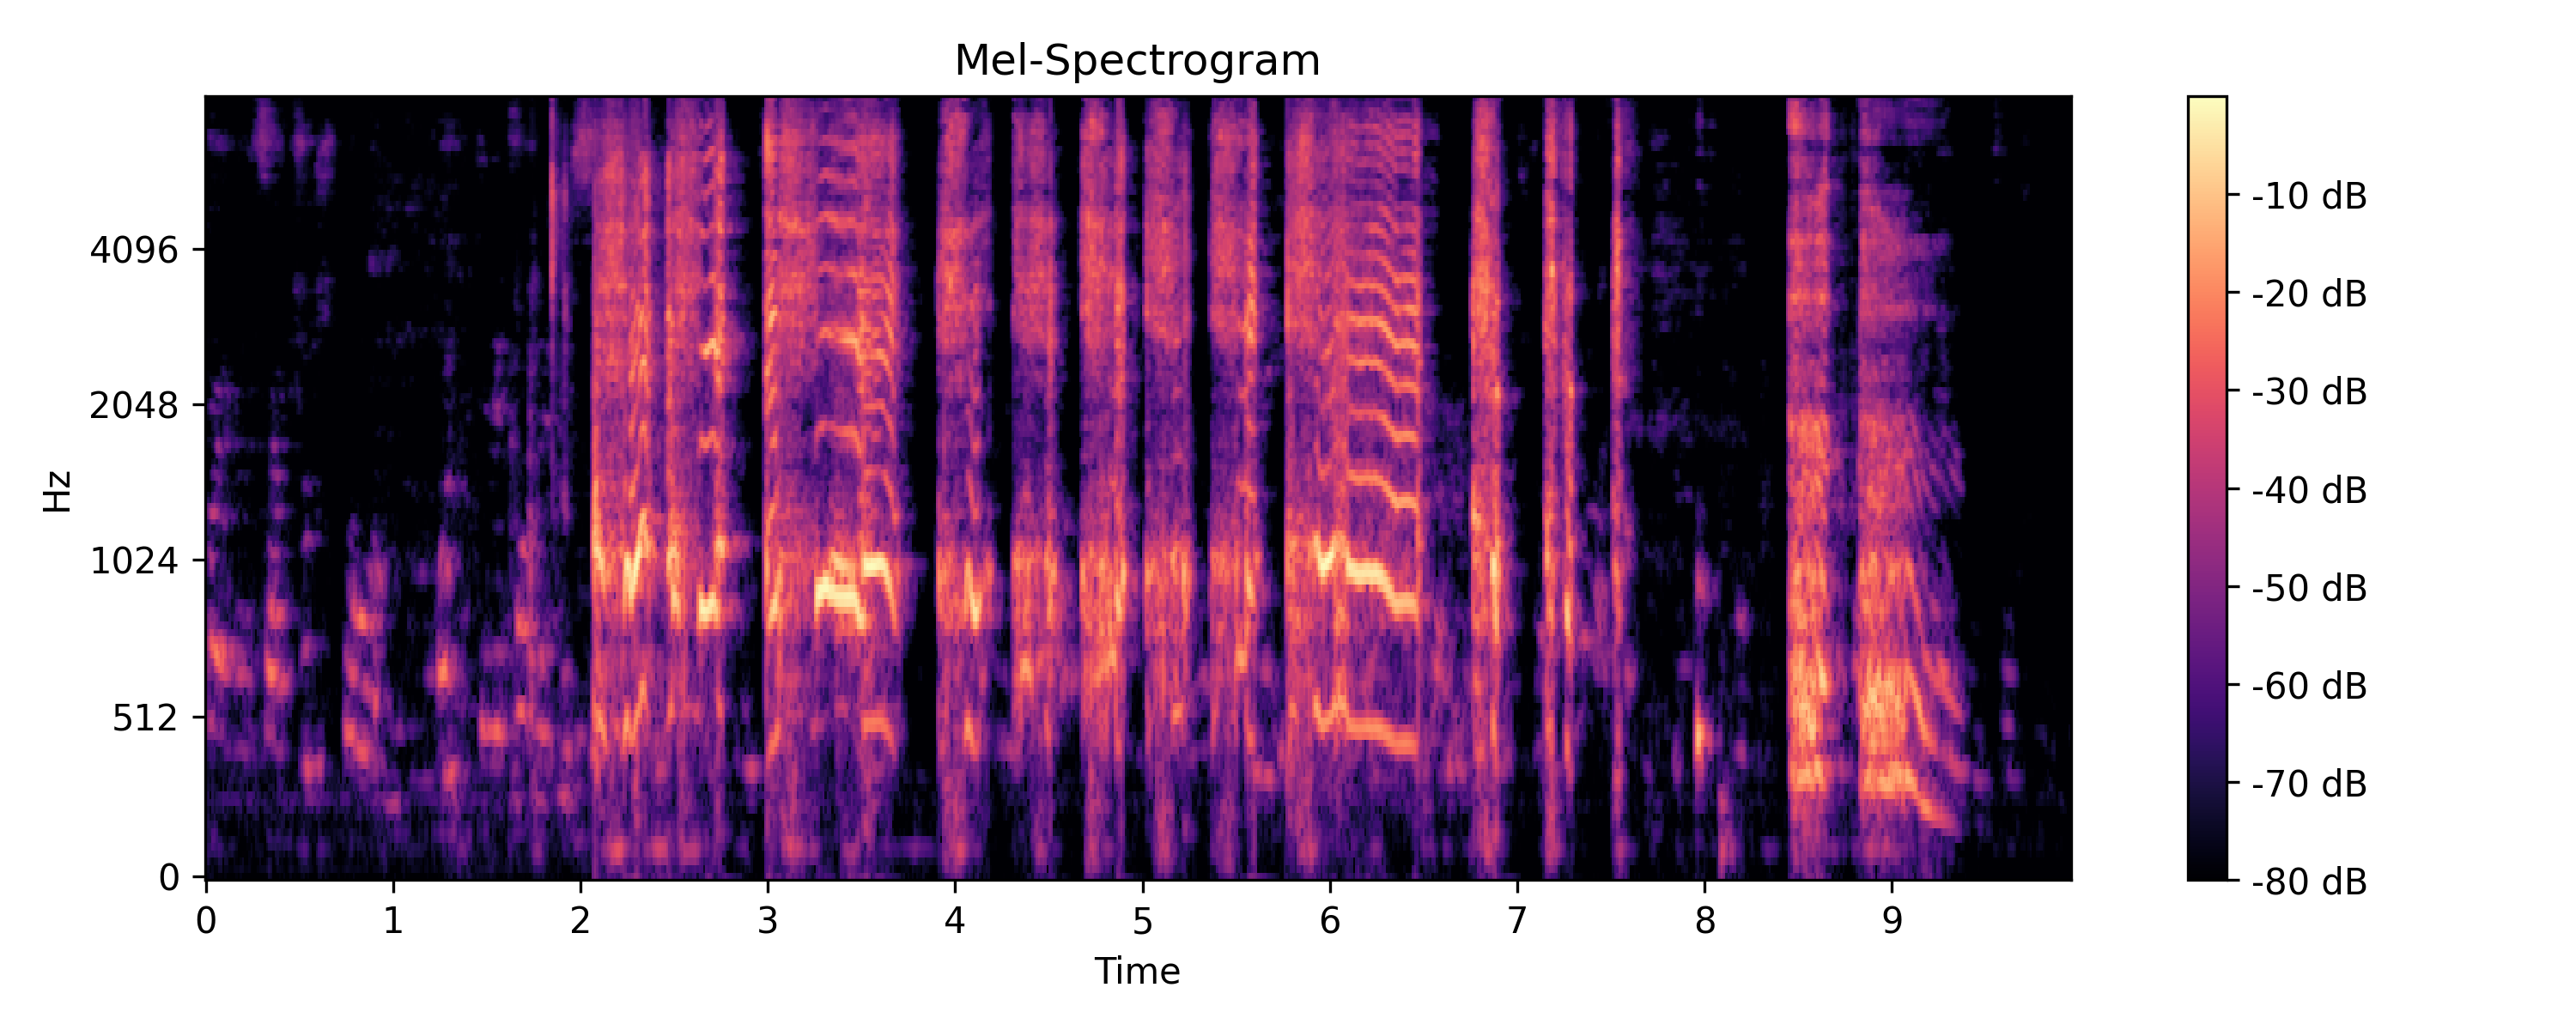 Mel-Spectrogram
Hz
4096
2048
1024
512
0
0 1 2 3 4 5 6 7 8 9
Time
-10 dB
-20 dB
-30 dB
-40 dB
-50 dB
-60 dB
-70 dB
-80 dB